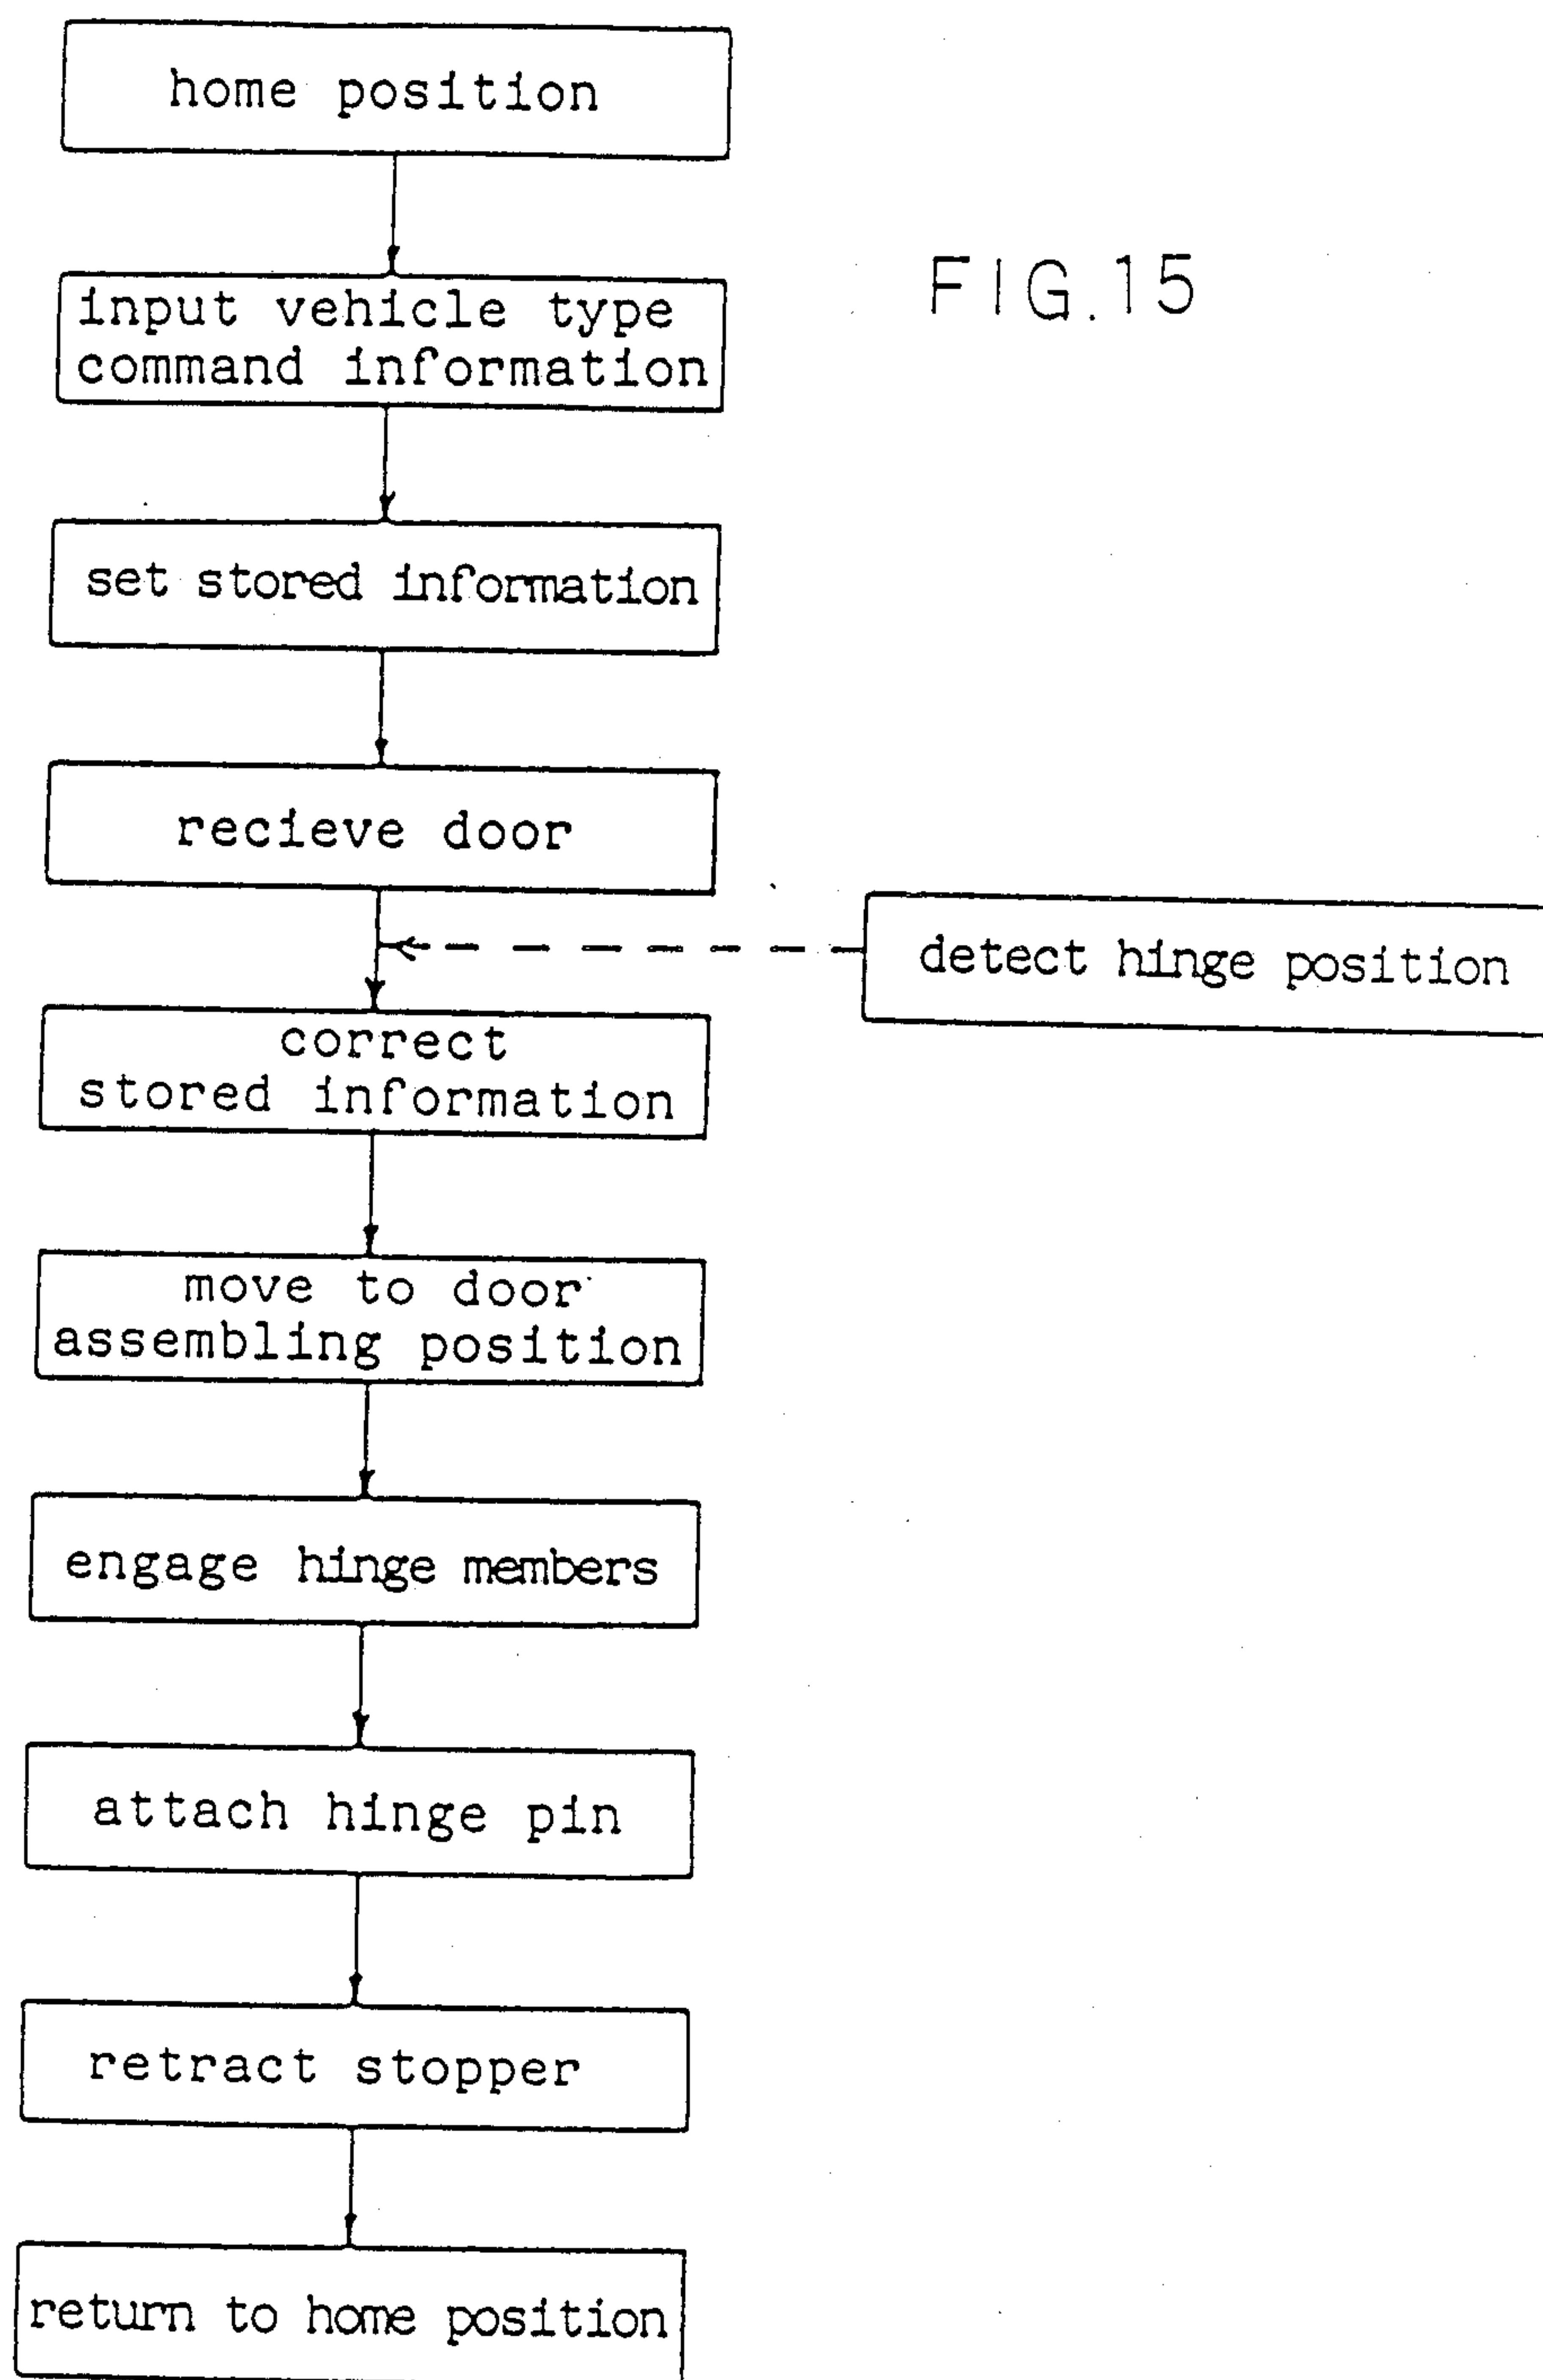 home position
FIG.15
input vehicle type
command information
set stored information
recieve door
detect hinge position
correct
stored information
move to door
assembling position
engage hinge members
attach hinge pin
retract stopper
return to home position